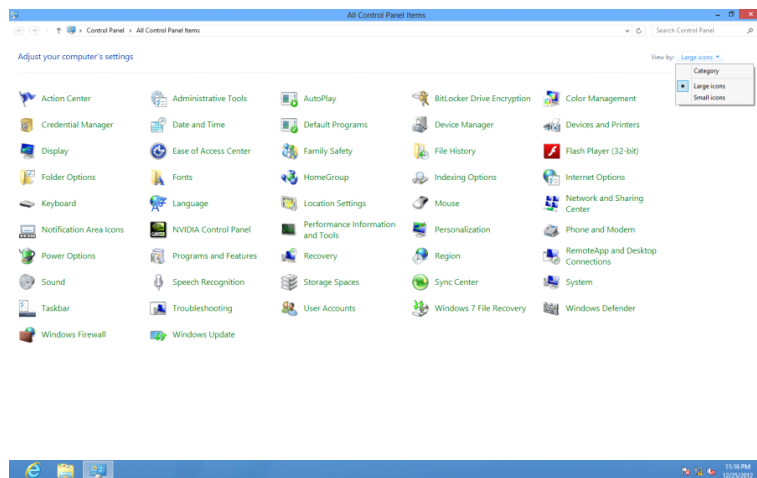 All Control Panel Items
Control Panel All Control Panel Items Search Control Panel
Adjust your computer's settings View by: Large icons
Category
Large icons
Small icons
Action Center Administrative Tools AutoPlay BitLocker Drive Encryption Color Management
Credential Manager Date and Time Default Programs Device Manager Devices and Printers
Display Ease of Access Center Family Safety File History Flash Player (32-bit)
Folder Options Fonts HomeGroup Indexing Options Internet Options
Keyboard Language Location Settings Mouse Network and Sharing
Center
Notification Area Icons NVIDIA Control Panel Performance Information
and Tools Personalization Phone and Modem
Power Options Programs and Features Recovery Region RemoteApp and Desktop
Connections
Sound Speech Recognition Storage Spaces Sync Center System
Taskbar Troubleshooting User Accounts Windows 7 File Recovery Windows Defender
Windows Firewall Windows Update
11:16 PM
12/25/2012